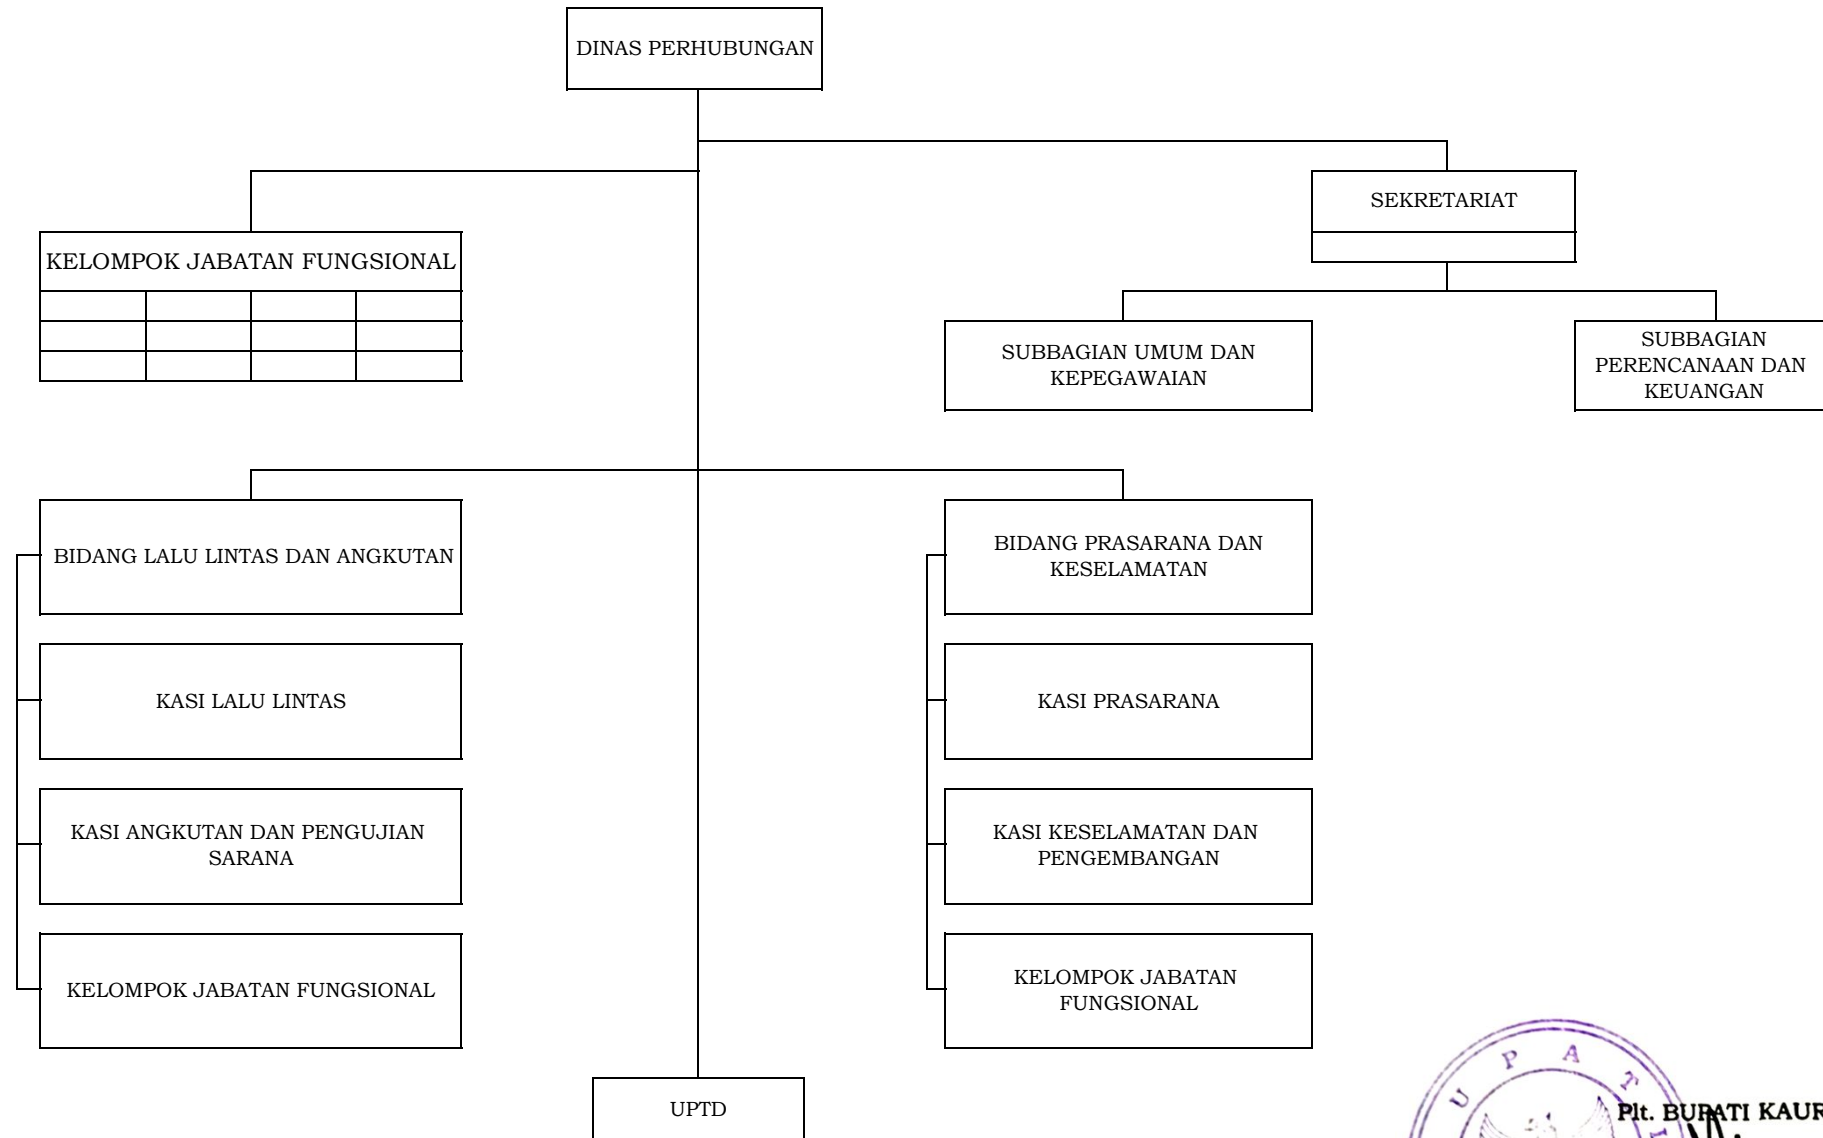 DINAS PERHUBUNGAN
SEKRETARIAT
KELOMPOK JABATAN FUNGSIONAL
SUBBAGIAN UMUM DAN
KEPEGAWAIAN
SUBBAGIAN
PERENCANAAN DAN
KEUANGAN
BIDANG LALU LINTAS DAN ANGKUTAN
BIDANG PRASARANA DAN
KESELAMATAN
KASI LALU LINTAS
KASI PRASARANA
KASI ANGKUTAN DAN PENGUJIAN
SARANA
KASI KESELAMATAN DAN
PENGEMBANGAN
KELOMPOK JABATAN FUNGSIONAL
KELOMPOK JABATAN
FUNGSIONAL
UPTD
U P A T I
Plt. BUPATI KAUR